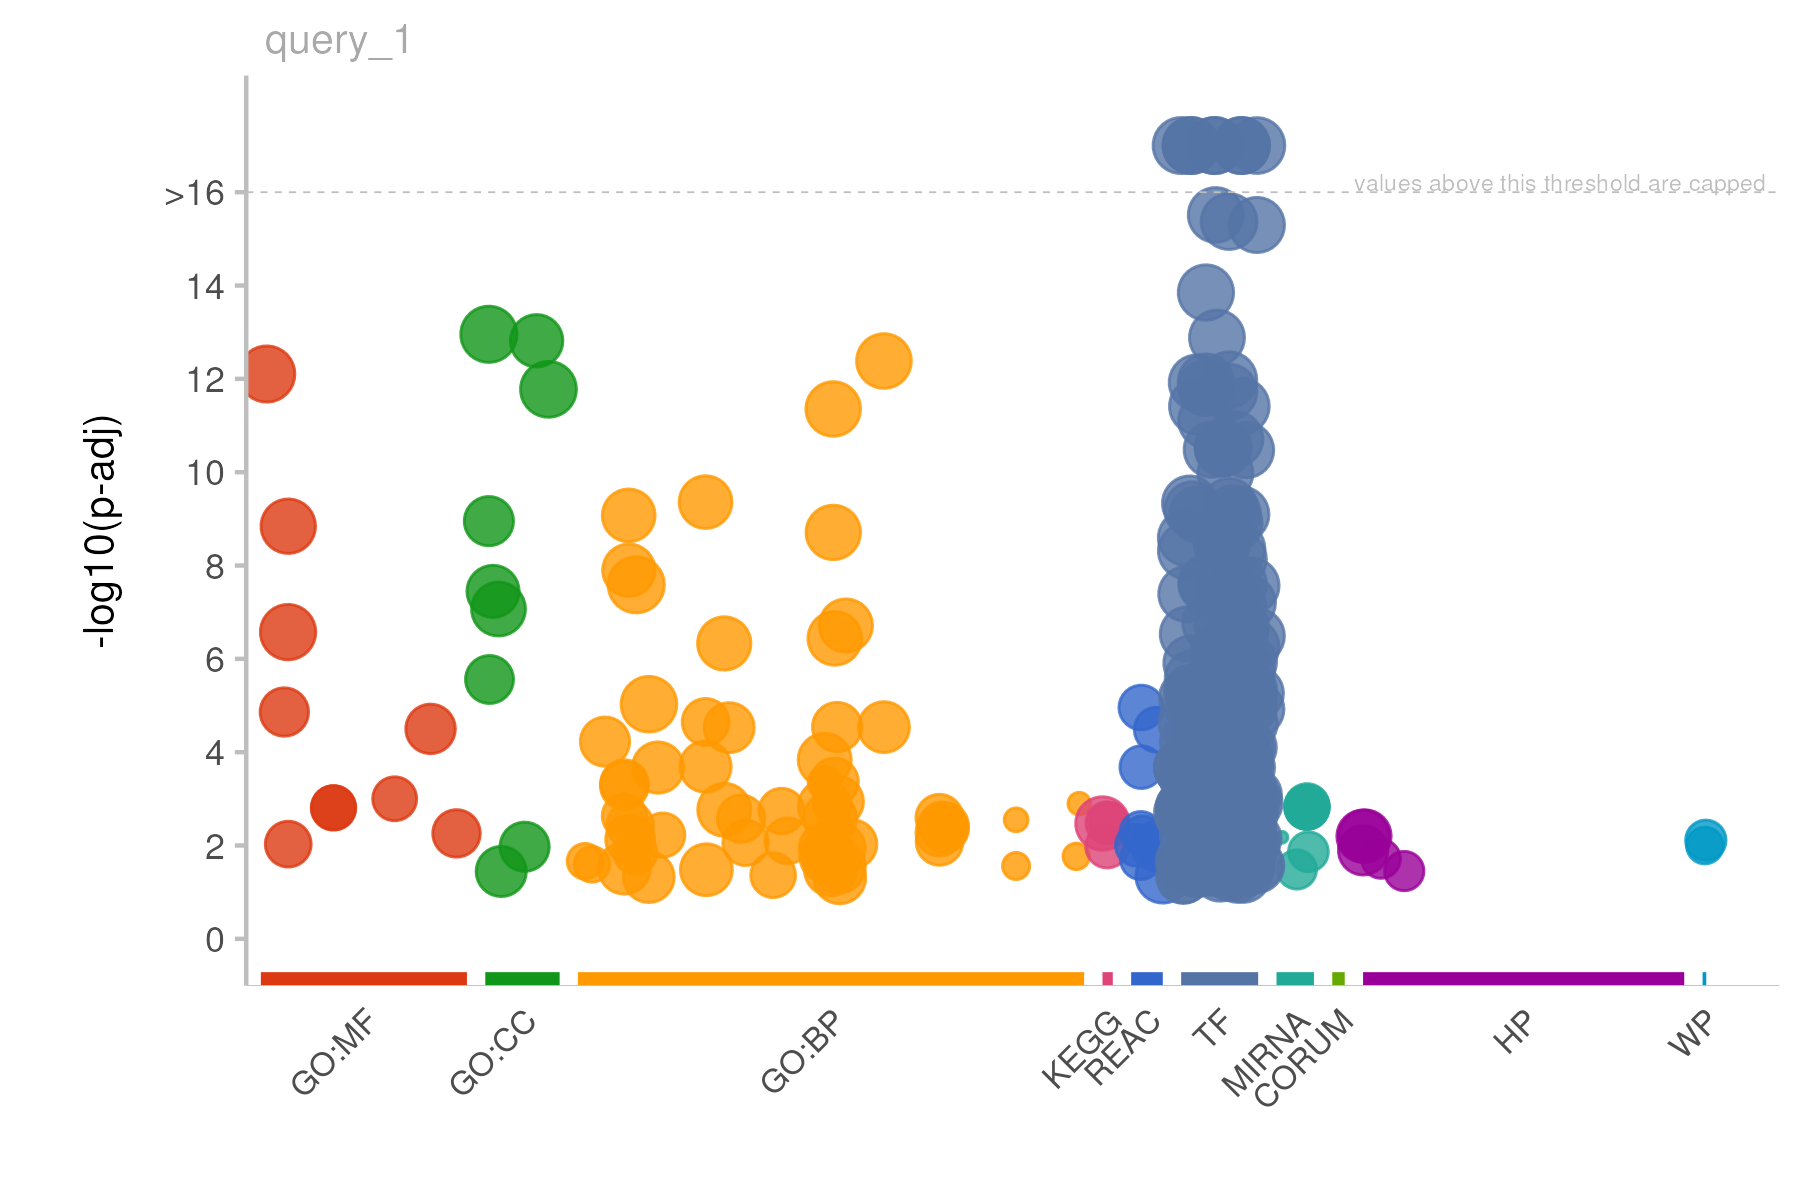 query_1
values above this threshold are capped
>16
14
12
10
8
6
4
2
0
-log10(p-adj)
GO:MF
GO:CC
GO:BP
KEGG
REAC
TF
MIRNA
CORUM
HP
WP